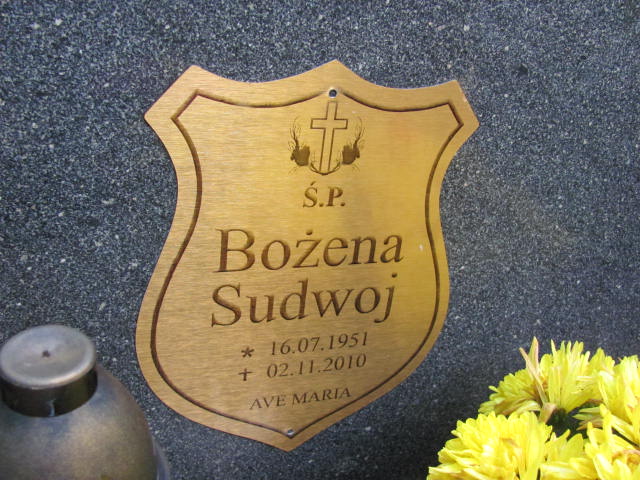 Ś.P.
Bożena
Sudwoj
* 16.07.1951
+ 02.11.2010
AVE MARIA